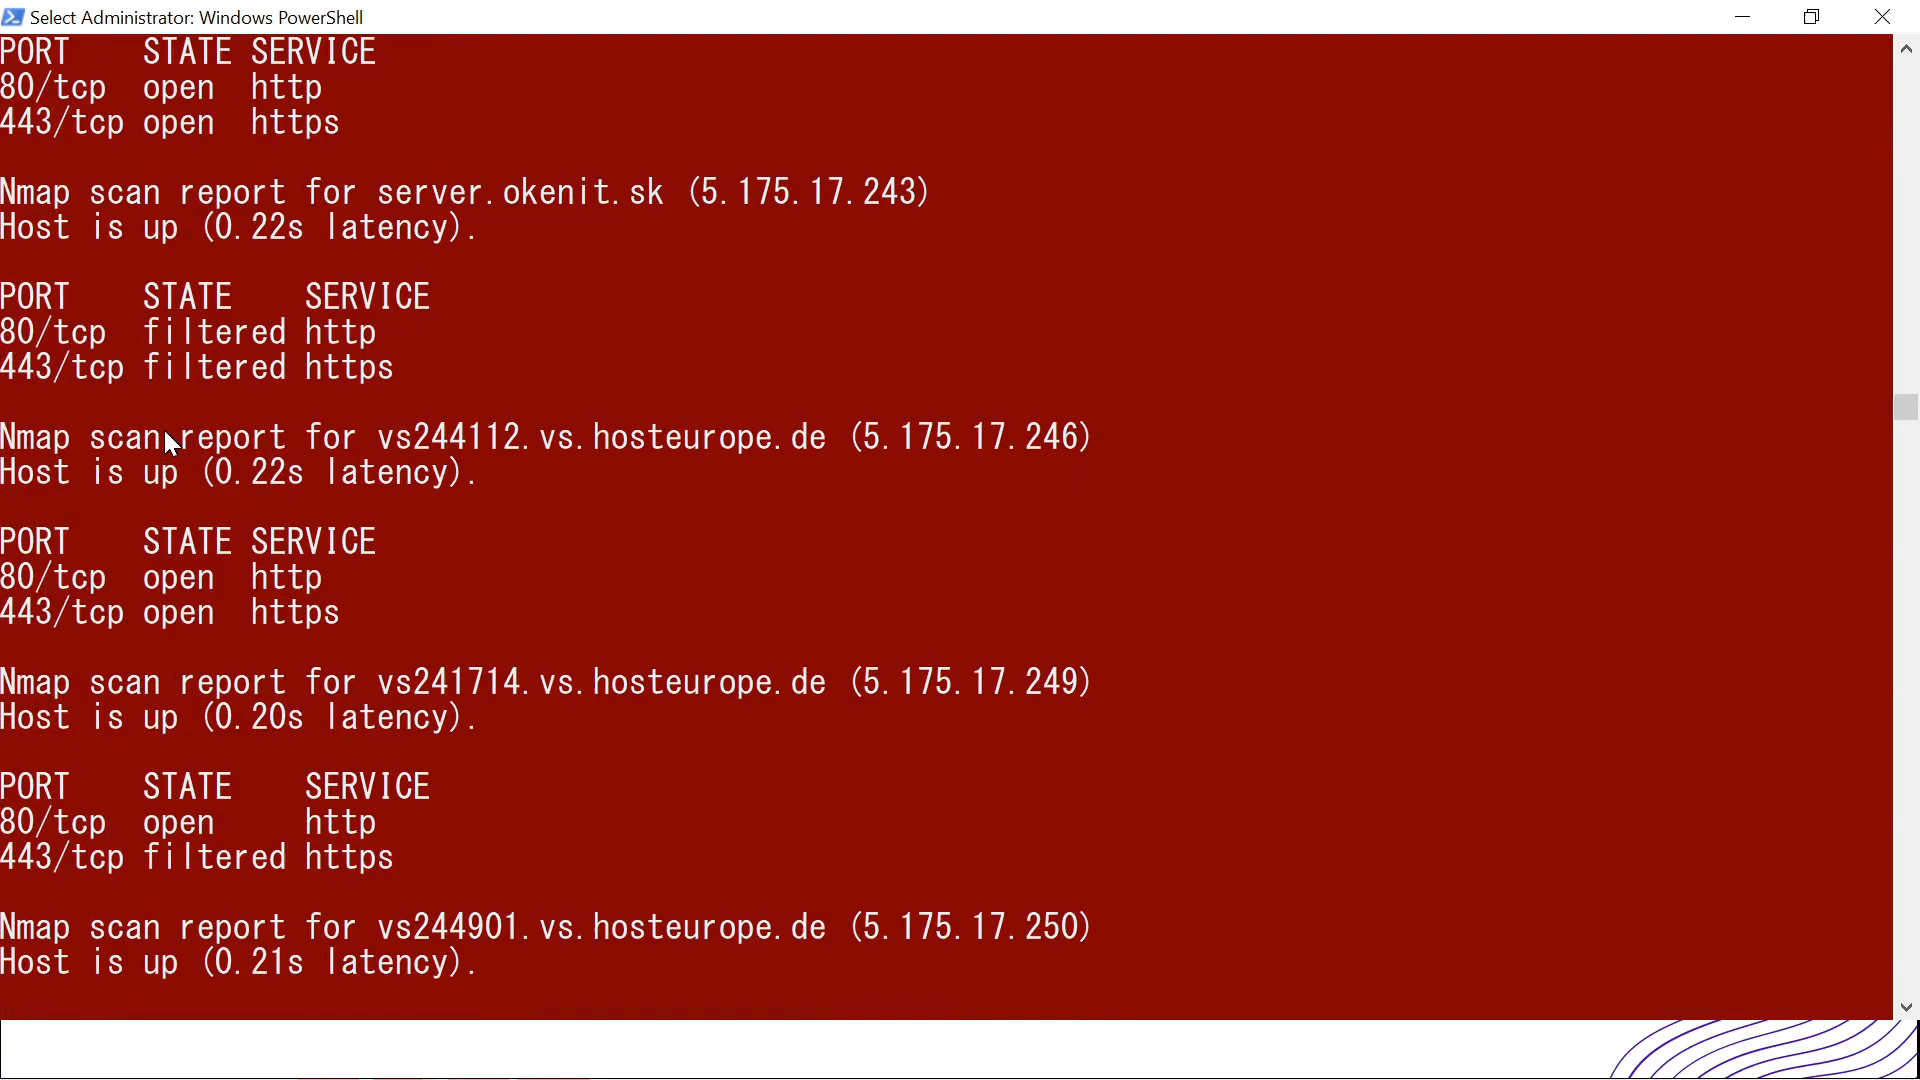 Select Administrator: Windows PowerShell
PORT    STATE SERVICE
80/tcp  open  http
443/tcp open  https
Nmap scan report for server.okenit.sk (5.175.17.243)
Host is up (0.22s latency).
PORT    STATE    SERVICE
80/tcp  filtered http
443/tcp filtered https
Nmap scan report for vs244112.vs.hosteurope.de (5.175.17.246)
Host is up (0.22s latency).
PORT    STATE SERVICE
80/tcp  open  http
443/tcp open  https
Nmap scan report for vs241714.vs.hosteurope.de (5.175.17.249)
Host is up (0.20s latency).
PORT    STATE    SERVICE
80/tcp  open     http
443/tcp filtered https
Nmap scan report for vs244901.vs.hosteurope.de (5.175.17.250)
Host is up (0.21s latency).